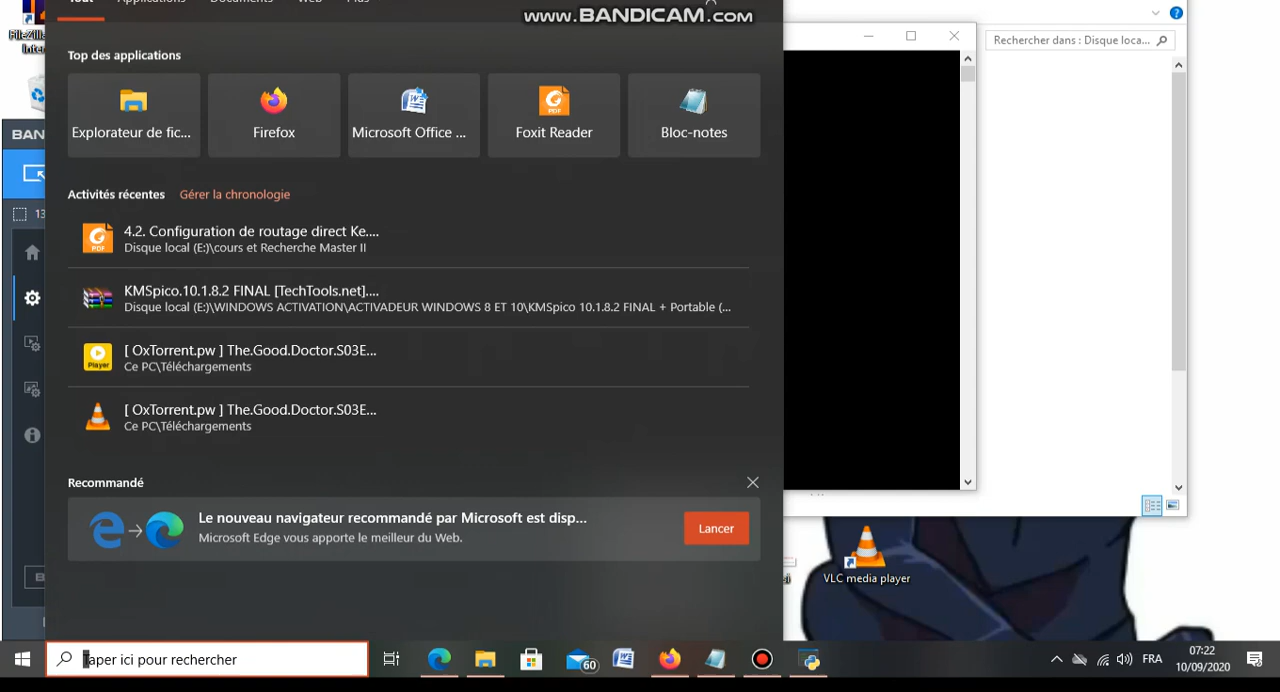 www.BANDICAM.com
Top des applications
Explorateur de fic...
Firefox
Microsoft Office ...
Foxit Reader
Bloc-notes
Rechercher dans : Disque loca...
BAN
13
Activités récentes
Gérer la chronologie
4.2. Configuration de routage direct Ke....
Disque local (E:)\cours et Recherche Master II
KMSpico.10.1.8.2 FINAL [TechTools.net]....
Disque local (E:)\WINDOWS ACTIVATION\ACTIVADEUR WINDOWS 8 ET 10\KMSpico 10.1.8.2 FINAL + Portable (...
[ OxTorrent.pw ] The.Good.Doctor.S03E...
Ce PC\Téléchargements
[ OxTorrent.pw ] The.Good.Doctor.S03E...
Ce PC\Téléchargements
Recommandé
Le nouveau navigateur recommandé par Microsoft est disp...
Microsoft Edge vous apporte le meilleur du Web.
Lancer
VLC media player
Taper ici pour rechercher
60
FRA
07:22
10/09/2020